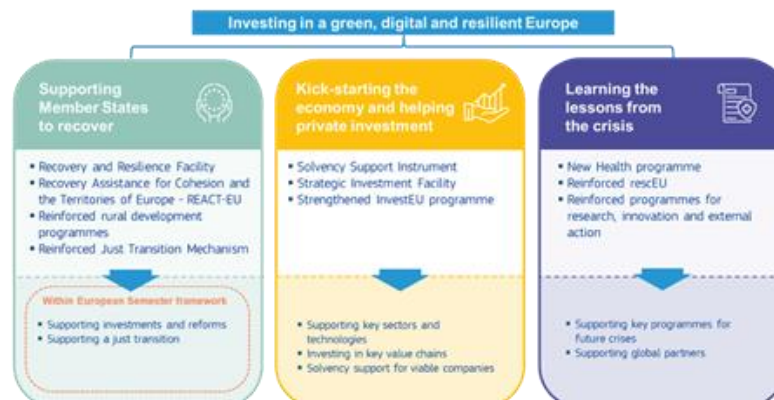 Investing in a green, digital and resilient Europe
Supporting
Member States
to recover
▪ Recovery and Resilience Facility
▪ Recovery Assistance for Cohesion and
the Territories of Europe - REACT-EU
▪ Reinforced rural development
programmes
▪ Reinforced Just Transition Mechanism
Within European Semester framework
▪ Supporting investments and reforms
▪ Supporting a just transition
Kick-starting the
economy and helping
private investment
▪ Solvency Support Instrument
▪ Strategic Investment Facility
▪ Strengthened InvestEU programme
▪ Supporting key sectors and
technologies
▪ Investing in key value chains
▪ Solvency support for viable companies
Learning the
lessons from
the crisis
▪ New Health programme
▪ Reinforced rescEU
▪ Reinforced programmes for
research, innovation and external
action
▪ Supporting key programmes for
future crises
▪ Supporting global partners